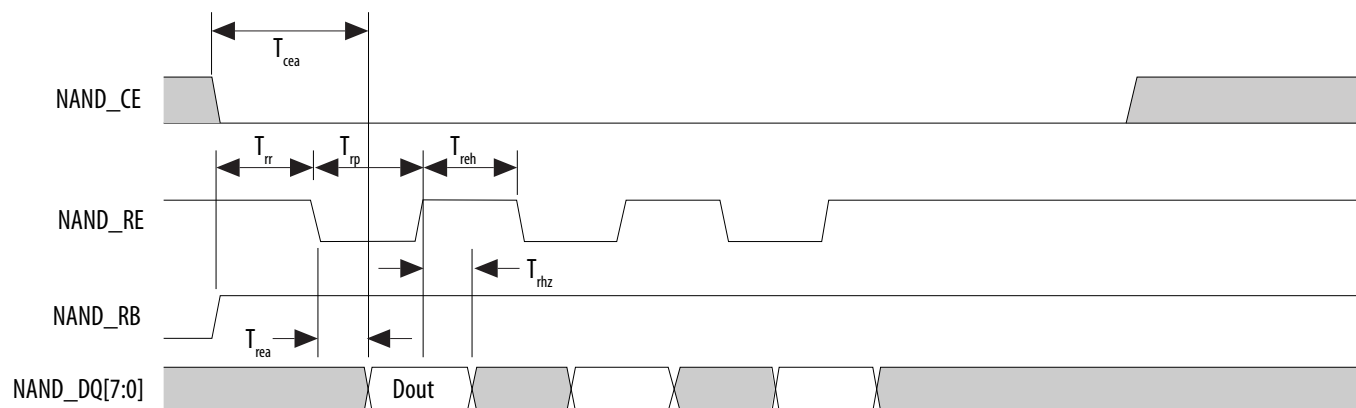 Tcea
NAND_CE
Trr Trp Treh
NAND_RE
Trhz
NAND_RB
Trea
NAND_DQ[7:0] Dout